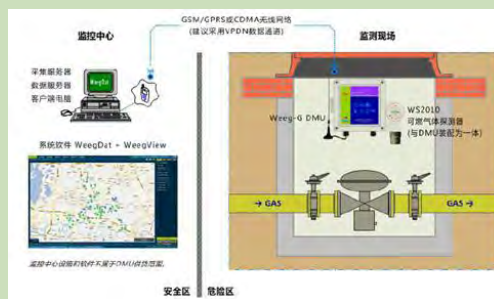 监控中心
GSM/GPRS或CDMA无线网络
(建议采用VPDN数据通道)
监测现场
采集服务器
数据服务器
客户端电脑
WeegDat
Weeg-G DMU
WS2010
可燃气体探测器
(与DMU装配为一体)
系统软件 WeegDat + WeegView
→ GAS
GAS →
监控中心设备和软件不属于DMU供货范围。
安全区
危险区